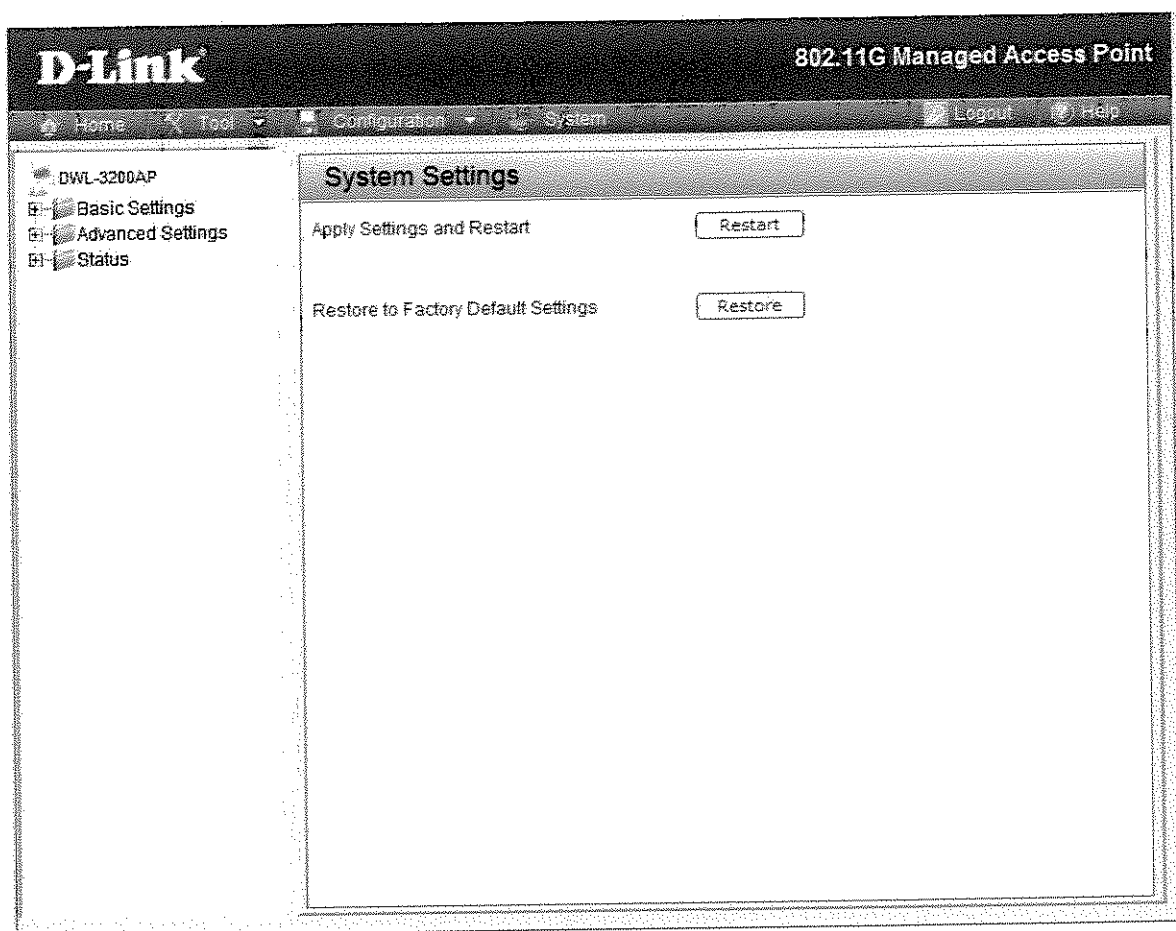 D-Link
802.11G Managed Access Point
Home Tool Configuration System Logout Help
DWL-3200AP
Basic Settings
Advanced Settings
Status
System Settings
Apply Settings and Restart Restart
Restore to Factory Default Settings Restore